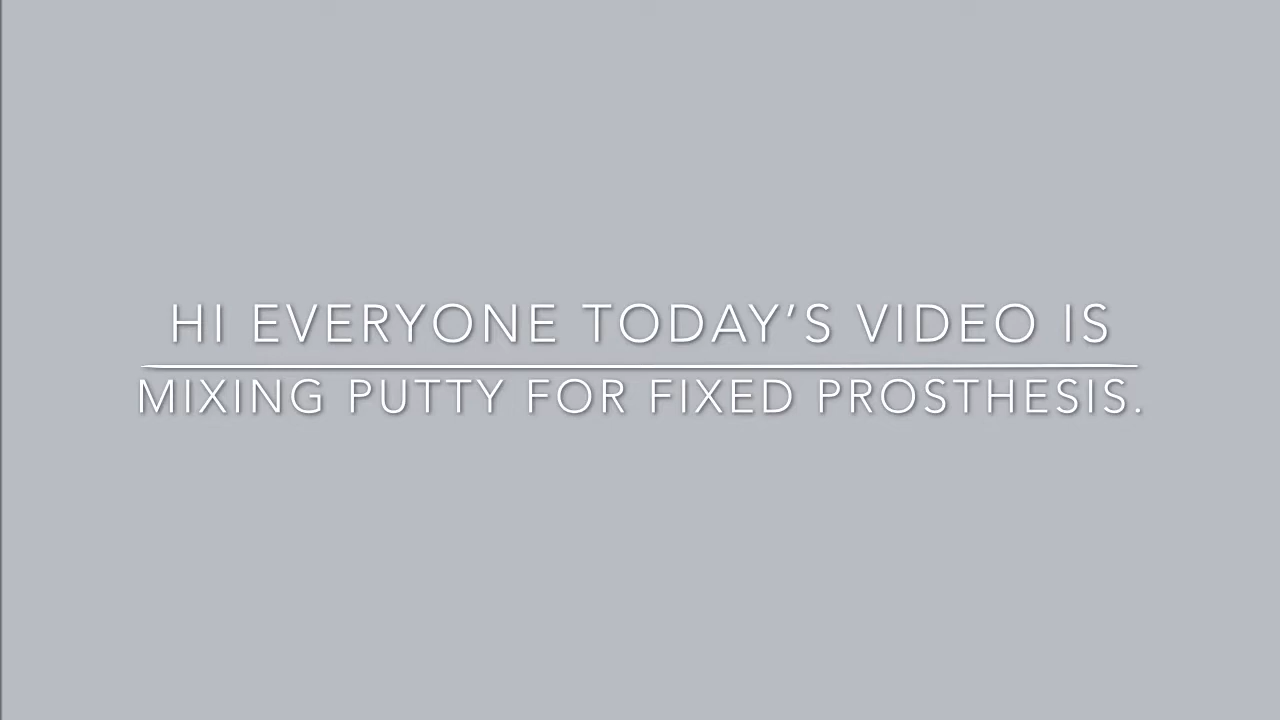 HI EVERYONE TODAY’S VIDEO IS
MIXING PUTTY FOR FIXED PROSTHESIS.